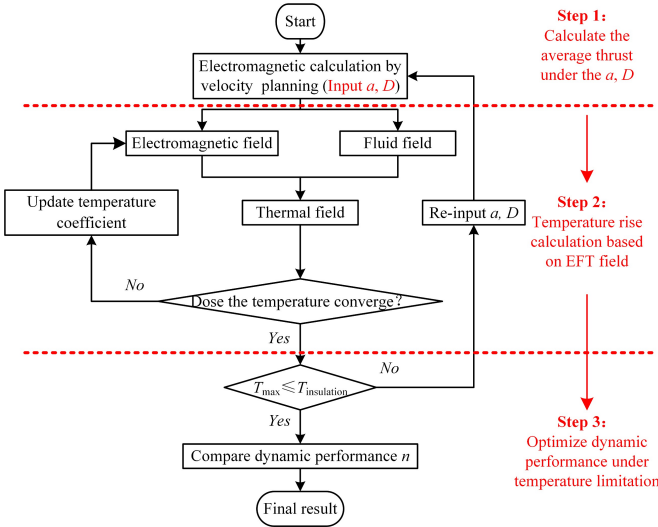 Start
Electromagnetic calculation by
velocity planning (Input a, D)
Electromagnetic field
Fluid field
Update temperature
coefficient
Thermal field
Re-input a, D
No
Dose the temperature converge?
Yes
Tmax≤Tinsulation
No
Yes
Compare dynamic performance n
Final result
Step 1:
Calculate the
average thrust
under the a, D
Step 2:
Temperature rise
calculation based
on EFT field
Step 3:
Optimize dynamic
performance under
temperature limitation